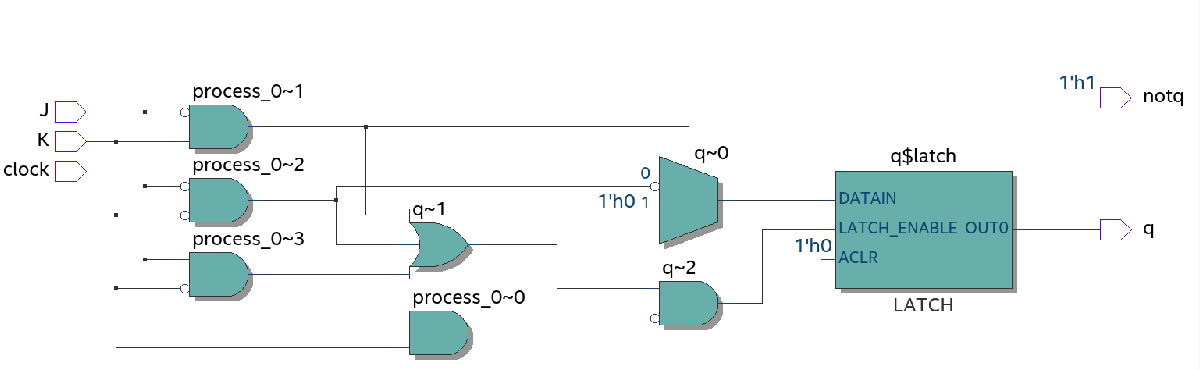 J
K
clock
process_0~1
process_0~2
process_0~3
q~1
process_0~0
q~0
0
1'h0 1
q~2
q$latch
DATAIN
LATCH_ENABLE OUT0
1'h0
ACLR
LATCH
1'h1
notq
q